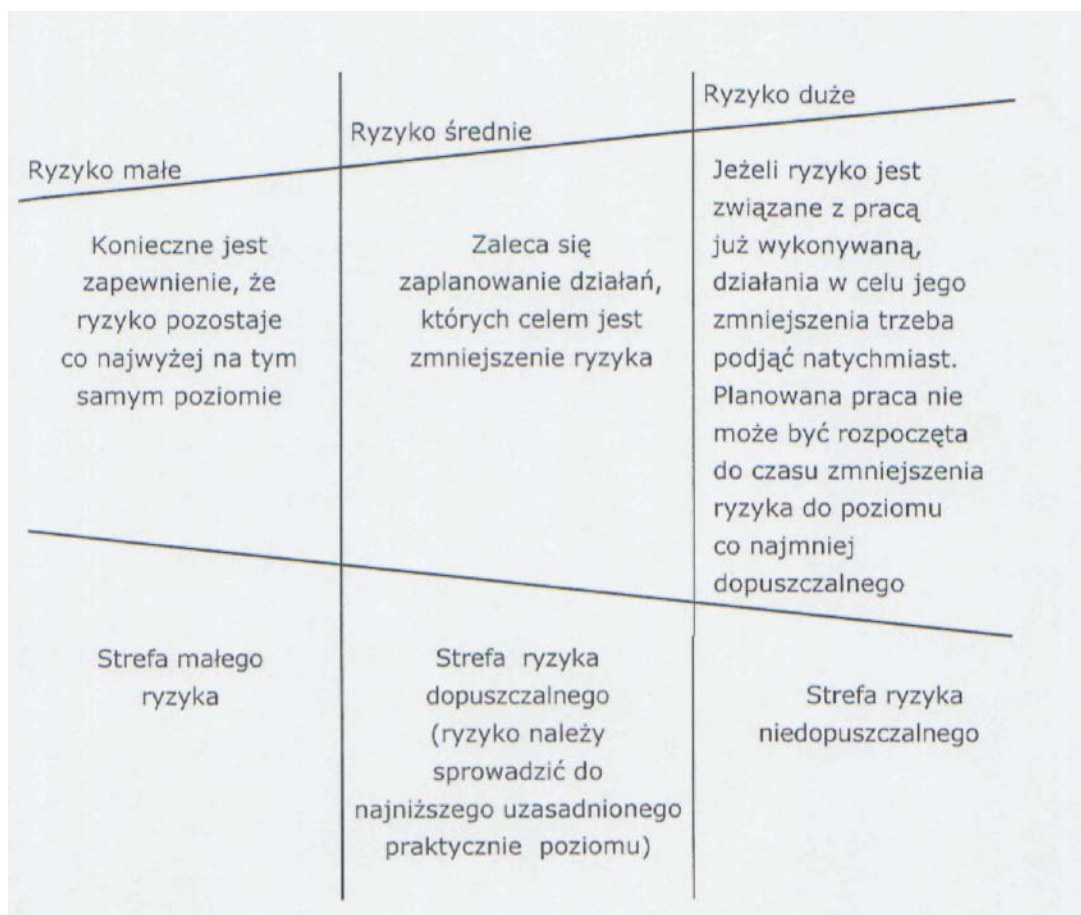 Ryzyko małe
Konieczne jest
zapewnienie, że
ryzyko pozostaje
co najwyżej na tym
samym poziomie
Strefa małego
ryzyka
Ryzyko średnie
Zaleca się
zaplanowanie działań,
których celem jest
zmniejszenie ryzyka
Strefa ryzyka
dopuszczalnego
(ryzyko należy
sprowadzić do
najniższego uzasadnionego
praktycznie poziomu)
Ryzyko duże
Jeżeli ryzyko jest
związane z pracą
już wykonywaną,
działania w celu jego
zmniejszenia trzeba
podjąć natychmiast.
Planowana praca nie
może być rozpoczęta
do czasu zmniejszenia
ryzyka do poziomu
co najmniej
dopuszczalnego
Strefa ryzyka
niedopuszczalnego